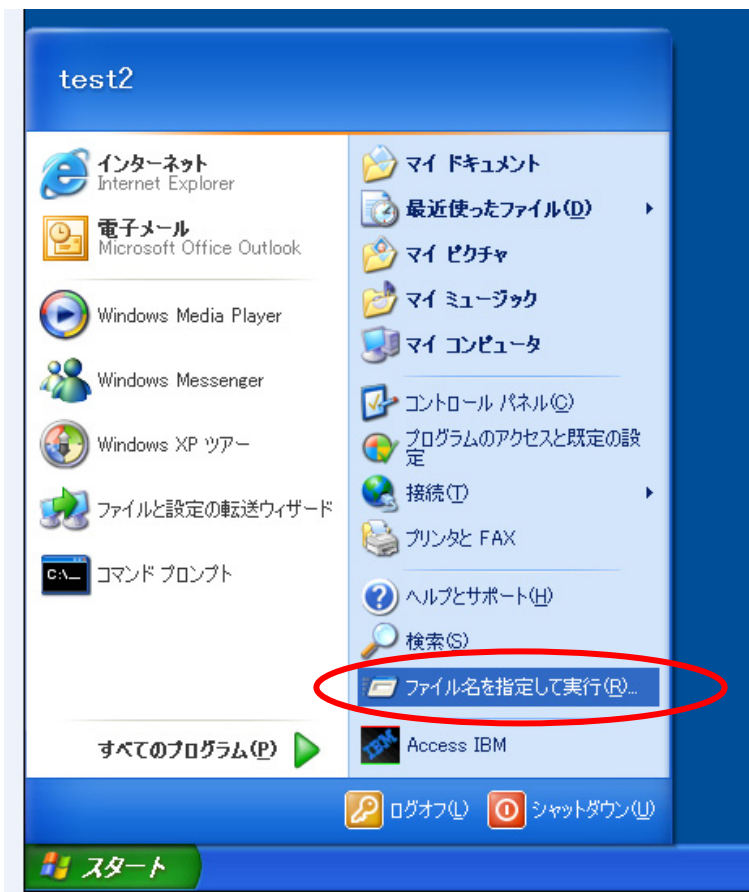 test2
インターネット
Internet Explorer
電子メール
Microsoft Office Outlook
Windows Media Player
Windows Messenger
Windows XP ツアー
ファイルと設定の転送ウィザード
C:\_
コマンド プロンプト
すべてのプログラム(P)
マイ ドキュメント
最近使ったファイル(D)
マイ ピクチャ
マイ ミュージック
マイ コンピュータ
コントロール パネル(C)
プログラムのアクセスと既定の設
定
接続(T)
プリンタと FAX
ヘルプとサポート(H)
検索(S)
ファイル名を指定して実行(R)...
IBM
Access IBM
ログオフ(L)
シャットダウン(U)
スタート